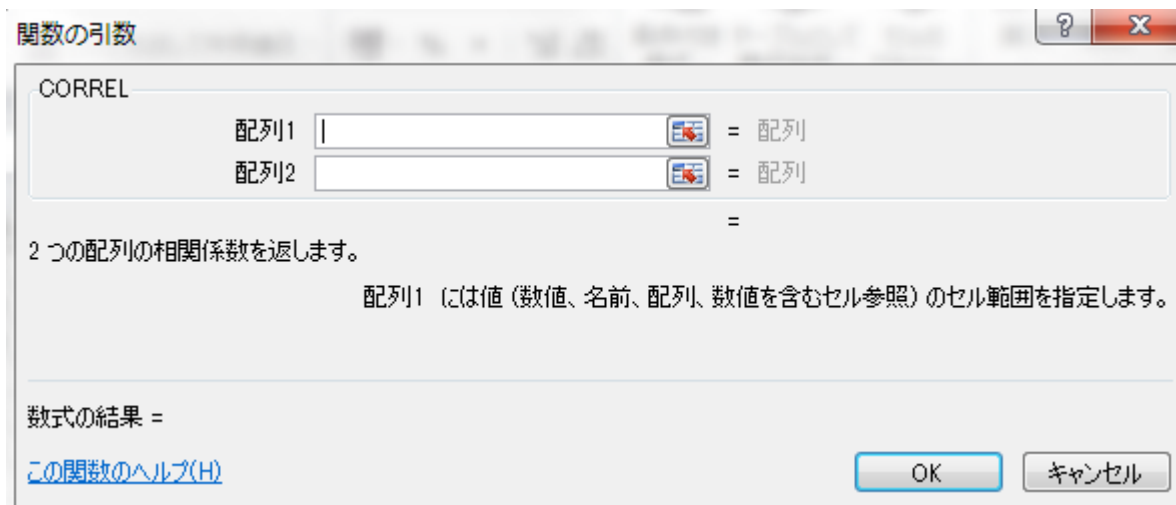 関数の引数
CORREL
配列1 = 配列
配列2 = 配列
=
2 つの配列の相関係数を返します。
配列1 には値 (数値、名前、配列、数値を含むセル参照) のセル範囲を指定します。
数式の結果 =
この関数のヘルプ(H)
OK キャンセル